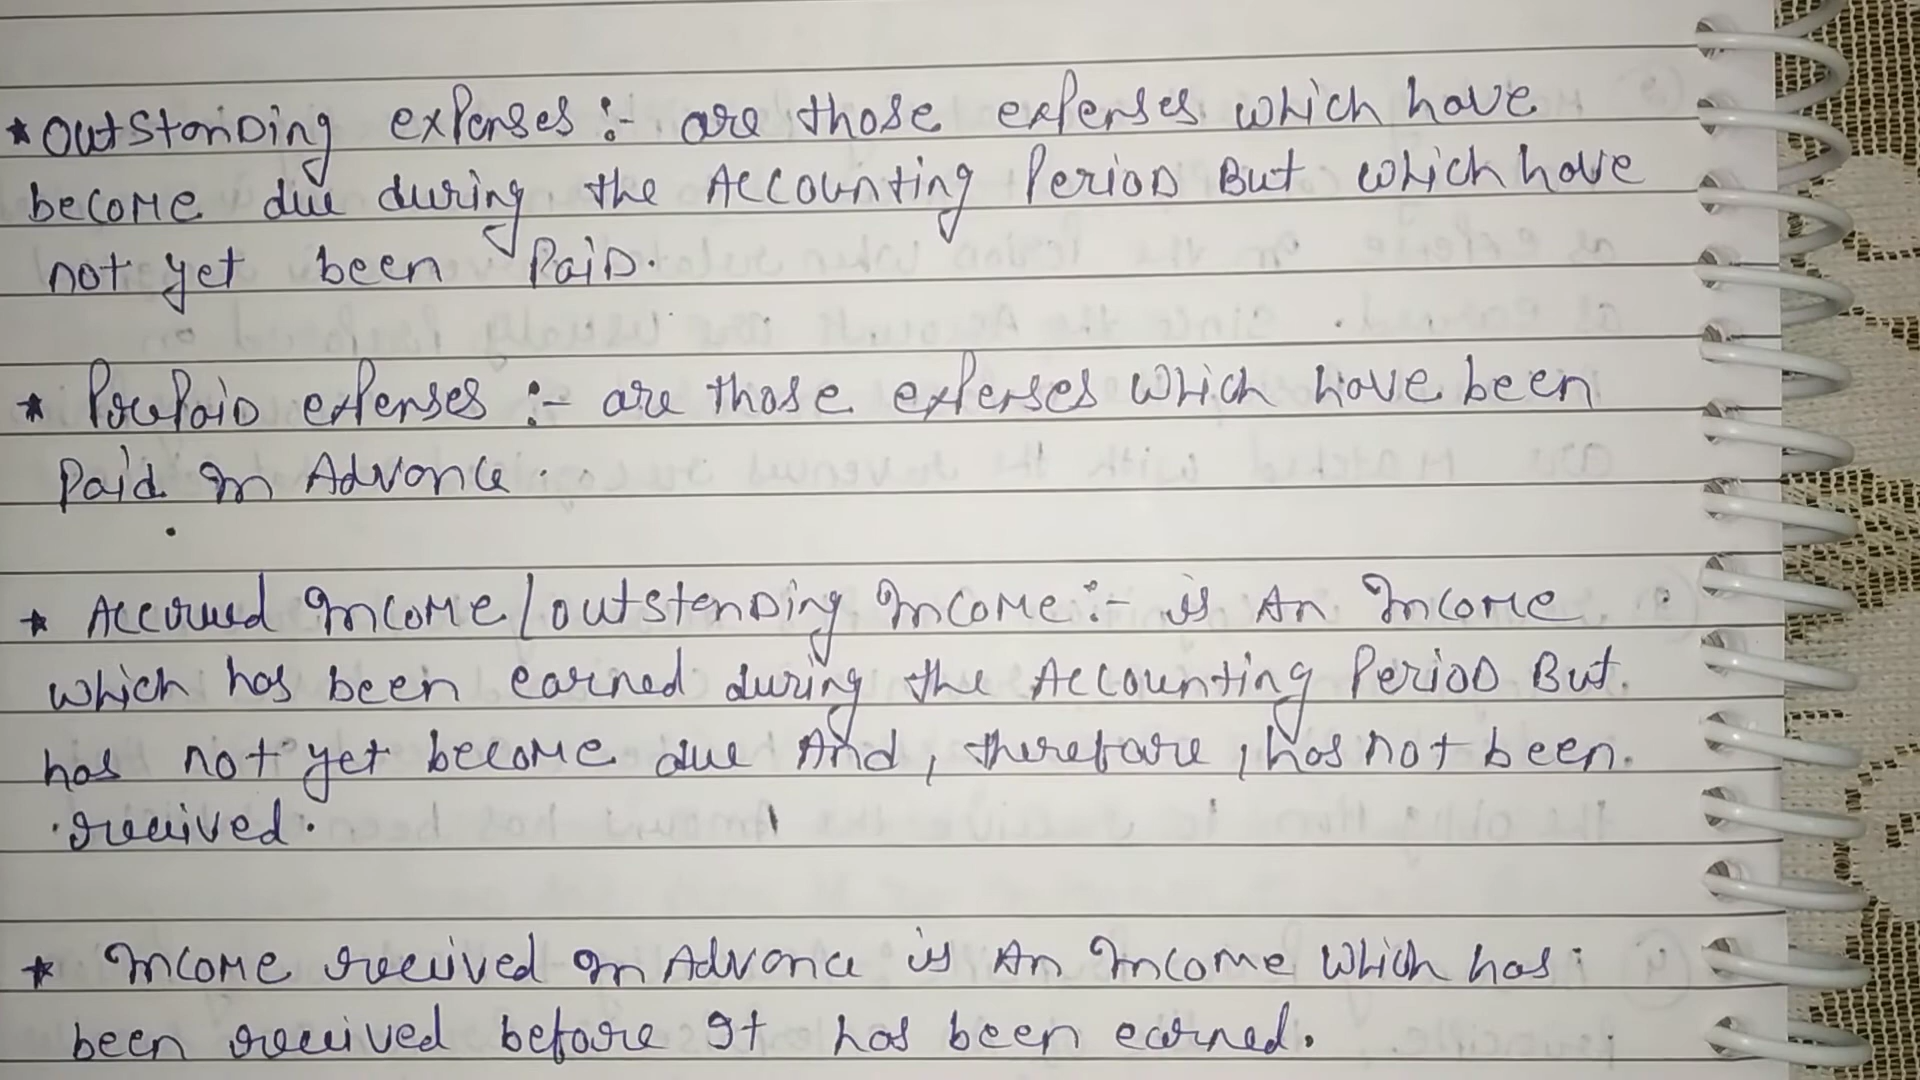 * Outstanding expenses :- are those expenses which have
become due during the Accounting Period But which have
not yet been Paid.
* Prepaid expenses :- are those expenses which have been
Paid In Advance.
* Accrued Income / outstanding Income :- is An Income
which has been earned during the Accounting Period But
has not yet become due And, therefore, has not been
received.
* Income received In Advance is An Income which has
been received before It has been earned.